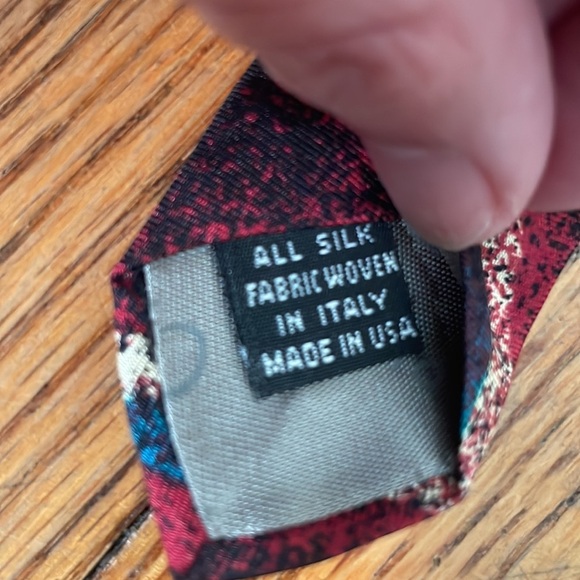 ALL SILK
FABRIC WOVEN
IN ITALY
MADE IN USA